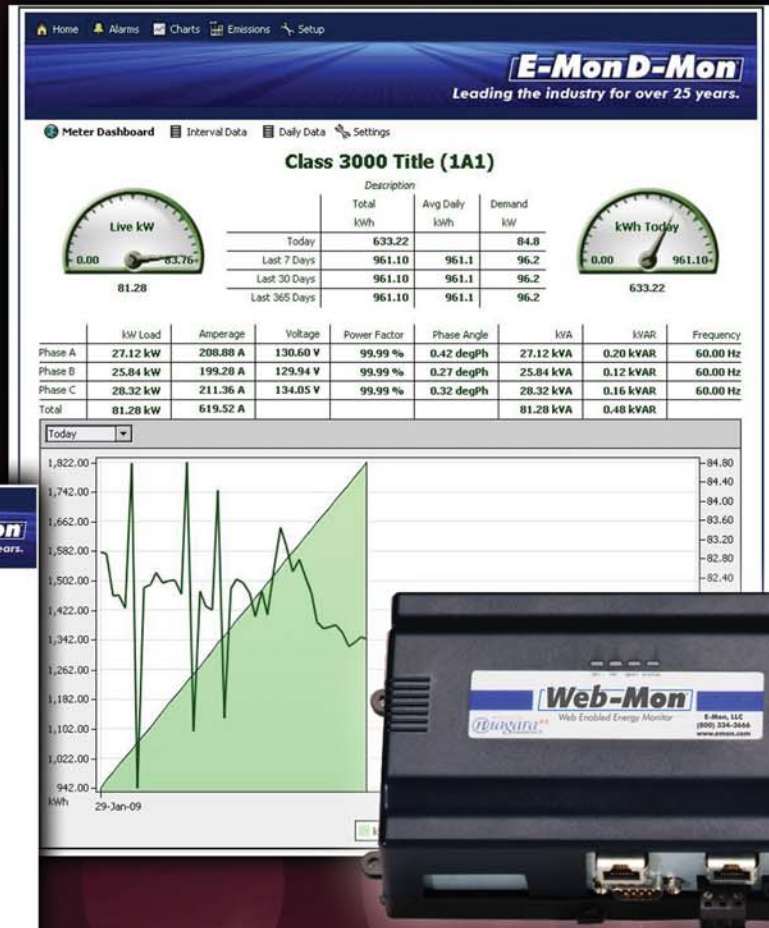 Home Alarms Charts Emissions Setup
E-Mon D-Mon
Leading the industry for over 25 years.
Meter Dashboard Interval Data Daily Data Settings
Class 3000 Title (1A1)
Description
Total Avg Daily Demand
kWh kWh kW
Today 633.22 84.8
Last 7 Days 961.10 961.1 96.2
Last 30 Days 961.10 961.1 96.2
Last 365 Days 961.10 961.1 96.2
Live kW
0.00 83.76
81.28
kWh Today
0.00 961.10
633.22
kW Load Amperage Voltage Power Factor Phase Angle kVA kVAR Frequency
Phase A 27.12 kW 208.88 A 130.60 V 99.99 % 0.42 degPh 27.12 kVA 0.20 kVAR 60.00 Hz
Phase B 25.84 kW 199.28 A 129.94 V 99.99 % 0.27 degPh 25.84 kVA 0.12 kVAR 60.00 Hz
Phase C 28.32 kW 211.36 A 134.05 V 99.99 % 0.32 degPh 28.32 kVA 0.16 kVAR 60.00 Hz
Total 81.28 kW 619.52 A 81.28 kVA 0.48 kVAR
Today
1,822.00
1,742.00
1,662.00
1,582.00
1,502.00
1,422.00
1,342.00
1,262.00
1,182.00
1,102.00
1,022.00
942.00
kWh
29-Jan-09
84.80
84.40
84.00
83.60
83.20
82.80
82.40
on
ears.
Web-Mon
Web Enabled Energy Monitor
niagara
E-Mon, LLC
(800) 334-3666
www.emon.com